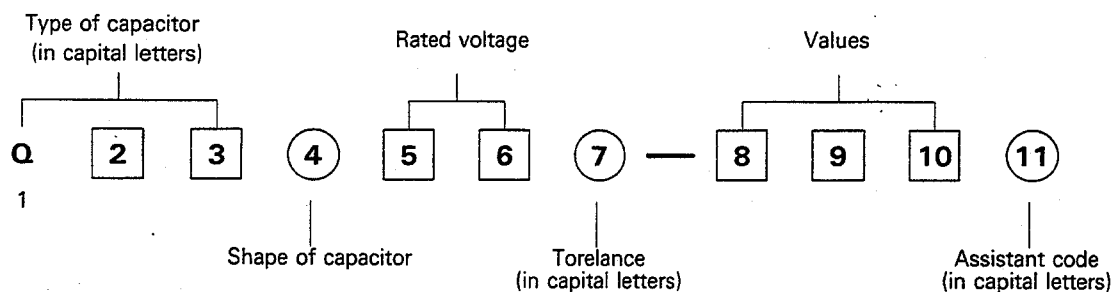 Type of capacitor
(in capital letters)
Rated voltage
Values
Q 2 3 4 5 6 7 — 8 9 10 11
1
Shape of capacitor
Torelance
(in capital letters)
Assistant code
(in capital letters)